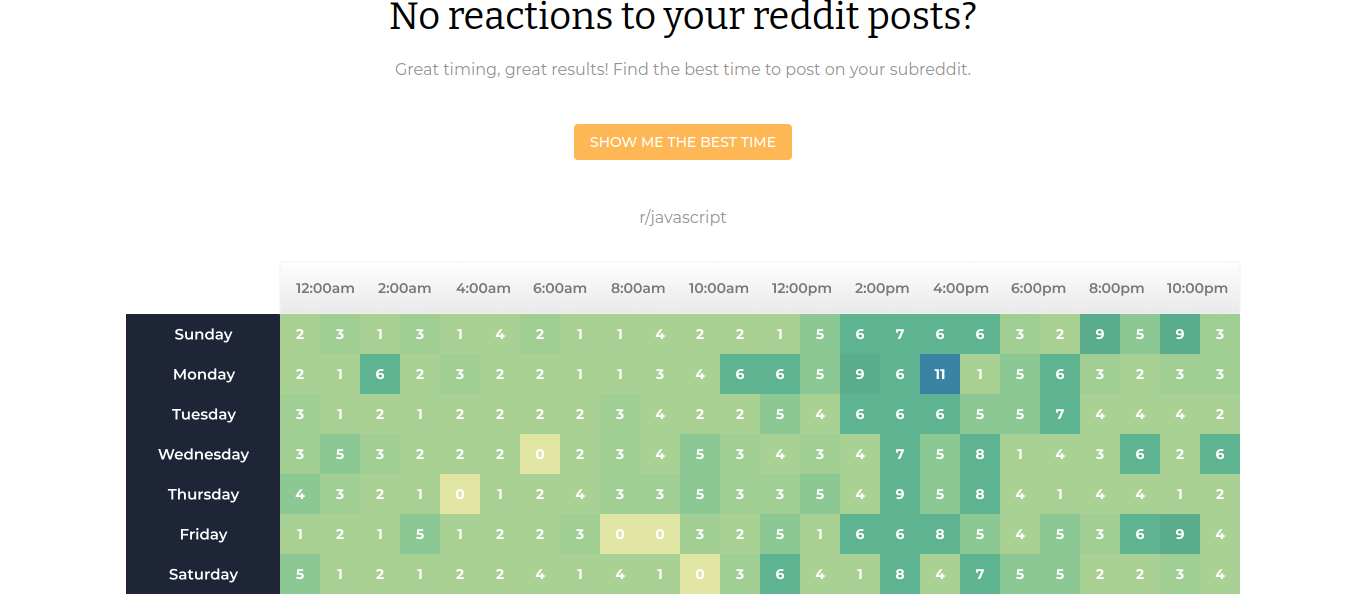 No reactions to your reddit posts?
Great timing, great results! Find the best time to post on your subreddit.
SHOW ME THE BEST TIME
r/javascript
12:00am 2:00am 4:00am 6:00am 8:00am 10:00am 12:00pm 2:00pm 4:00pm 6:00pm 8:00pm 10:00pm
Sunday 2 3 1 3 1 4 2 1 1 4 2 2 1 5 6 7 6 6 3 2 9 5 9 3
Monday 2 1 6 2 3 2 2 1 1 3 4 6 6 5 9 6 11 1 5 6 3 2 3 3
Tuesday 3 1 2 1 2 2 2 2 3 4 2 2 5 4 6 6 6 5 5 7 4 4 4 2
Wednesday 3 5 3 2 2 2 0 2 3 4 5 3 4 3 4 7 5 8 1 4 3 6 2 6
Thursday 4 3 2 1 0 1 2 4 3 3 5 3 3 5 4 9 5 8 4 1 4 4 1 2
Friday 1 2 1 5 1 2 2 3 0 0 3 2 5 1 6 6 8 5 4 5 3 6 9 4
Saturday 5 1 2 1 2 2 4 1 4 1 0 3 6 4 1 8 4 7 5 5 2 2 3 4